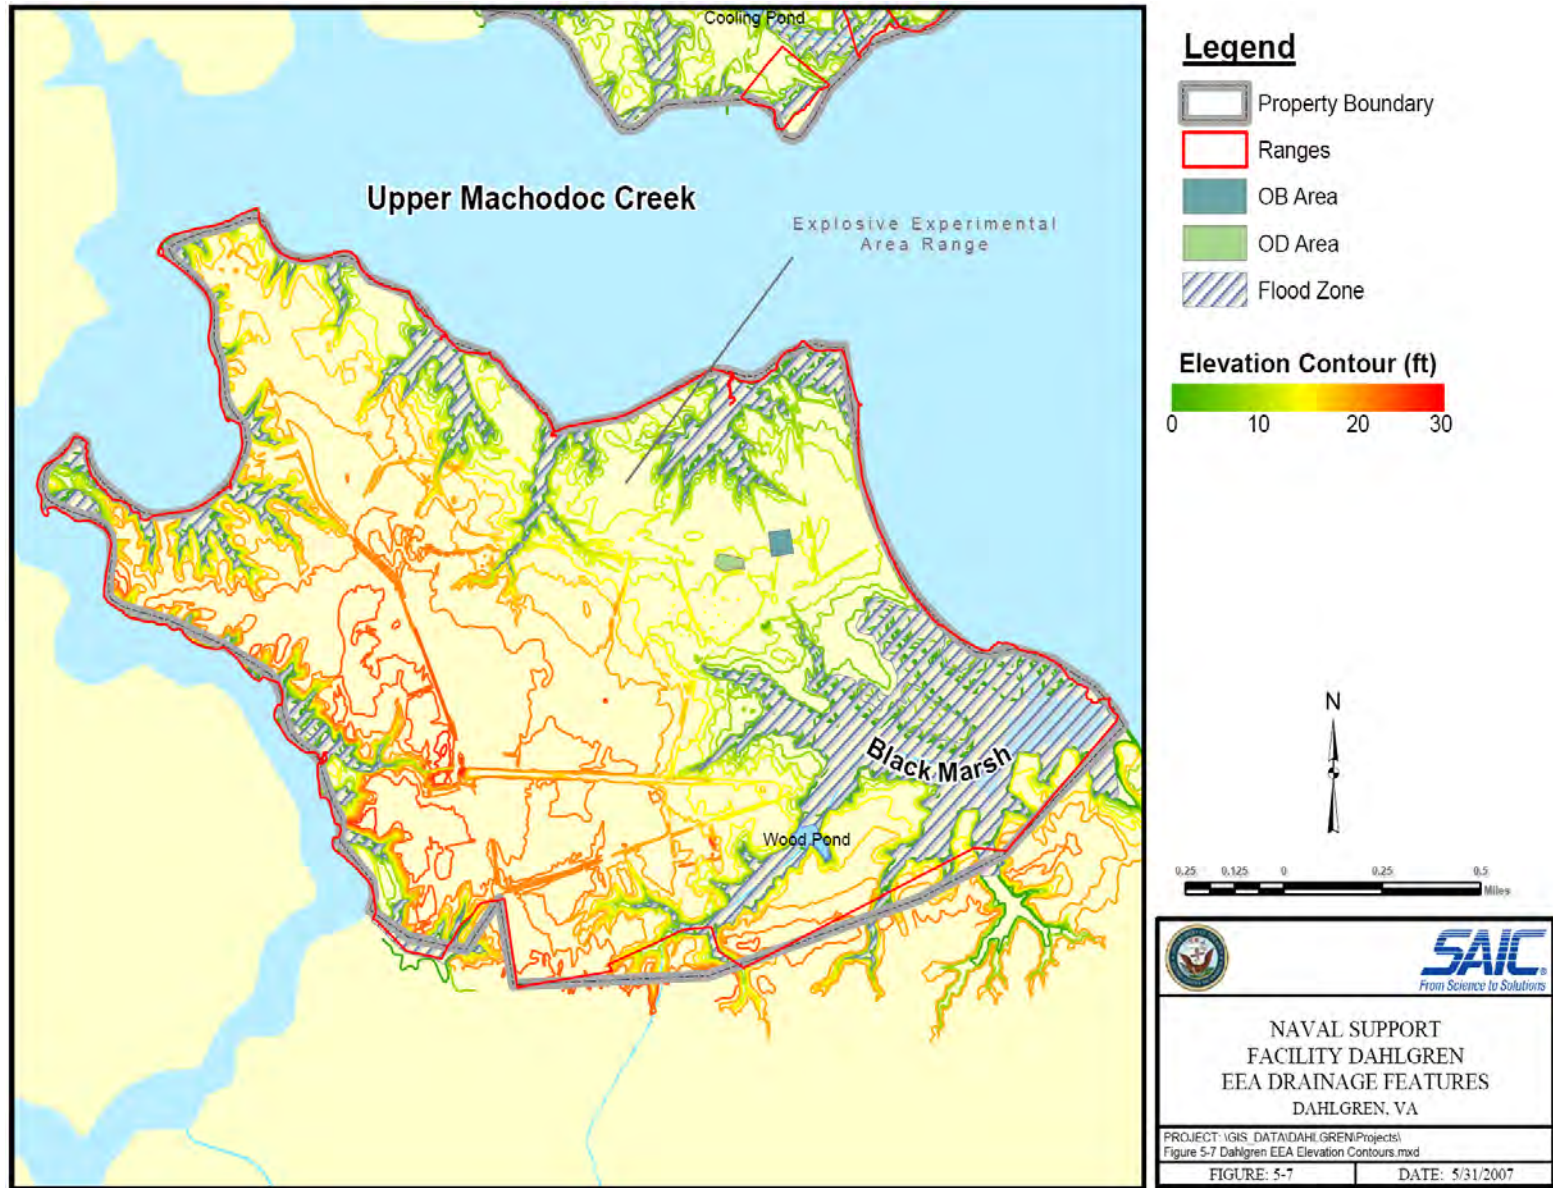 Cooling Pond
Upper Machodoc Creek
Explosive Experimental
Area Range
Black Marsh
Wood Pond
Legend
Property Boundary
Ranges
OB Area
OD Area
Flood Zone
Elevation Contour (ft)
0 10 20 30
N
0.25 0.125 0 0.25 0.5
Miles
SAIC
From Science to Solutions
NAVAL SUPPORT
FACILITY DAHLGREN
EEA DRAINAGE FEATURES
DAHLGREN, VA
PROJECT: \GIS_DATA\DAHLGREN\Projects\
Figure 5-7 Dahlgren EEA Elevation Contours.mxd
FIGURE: 5-7 DATE: 5/31/2007